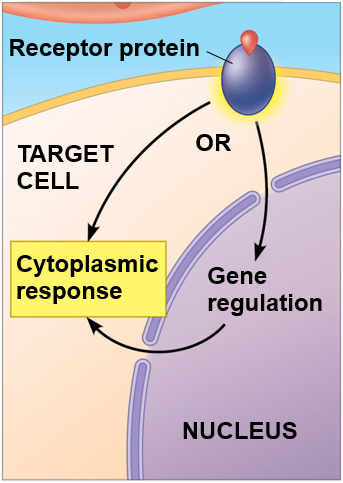 Receptor protein
OR
TARGET
CELL
Cytoplasmic
response
Gene
regulation
NUCLEUS